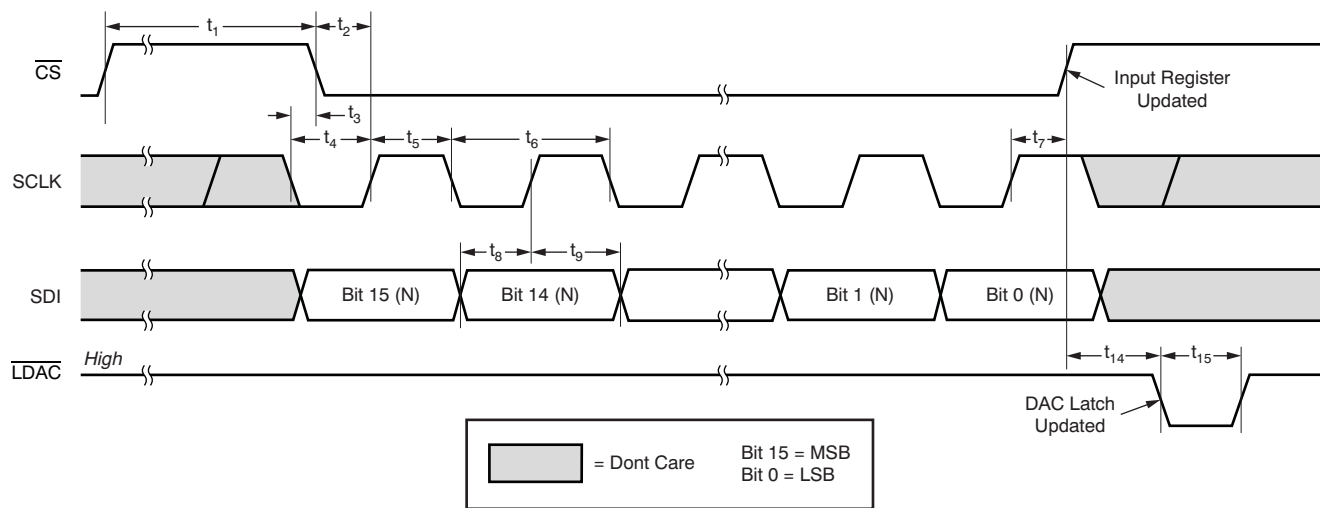 t1
t2
CS
Input Register
Updated
t3
t4
t5
t6
t7
SCLK
t8
t9
SDI
Bit 15 (N)
Bit 14 (N)
Bit 1 (N)
Bit 0 (N)
t14
t15
High
LDAC
DAC Latch
Updated
= Dont Care
Bit 15 = MSB
Bit 0 = LSB